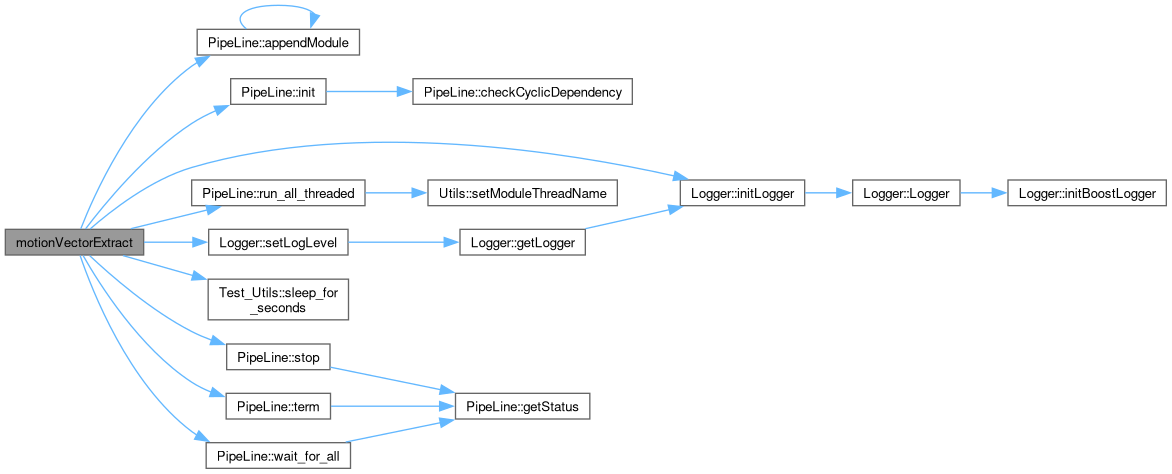 PipeLine::appendModule
PipeLine::init
PipeLine::checkCyclicDependency
PipeLine::run_all_threaded
Utils::setModuleThreadName
Logger::initLogger
Logger::Logger
Logger::initBoostLogger
motionVectorExtract
Logger::setLogLevel
Logger::getLogger
Test_Utils::sleep_for
_seconds
PipeLine::stop
PipeLine::term
PipeLine::getStatus
PipeLine::wait_for_all